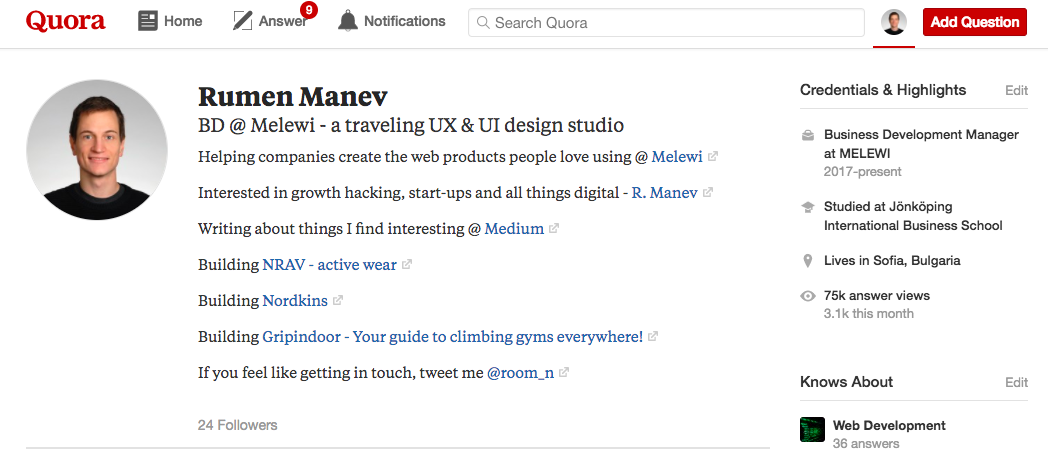 Quora
Home
Answer
9
Notifications
Search Quora
Add Question
Rumen Manev
BD @ Melewi - a traveling UX & UI design studio
Helping companies create the web products people love using @ Melewi
Interested in growth hacking, start-ups and all things digital - R. Manev
Writing about things I find interesting @ Medium
Building NRAV - active wear
Building Nordkins
Building Gripindoor - Your guide to climbing gyms everywhere!
If you feel like getting in touch, tweet me @room_n
24 Followers
Credentials & Highlights
Edit
Business Development Manager
at MELEWI
2017-present
Studied at Jönköping
International Business School
Lives in Sofia, Bulgaria
75k answer views
3.1k this month
Knows About
Edit
Web Development
36 answers